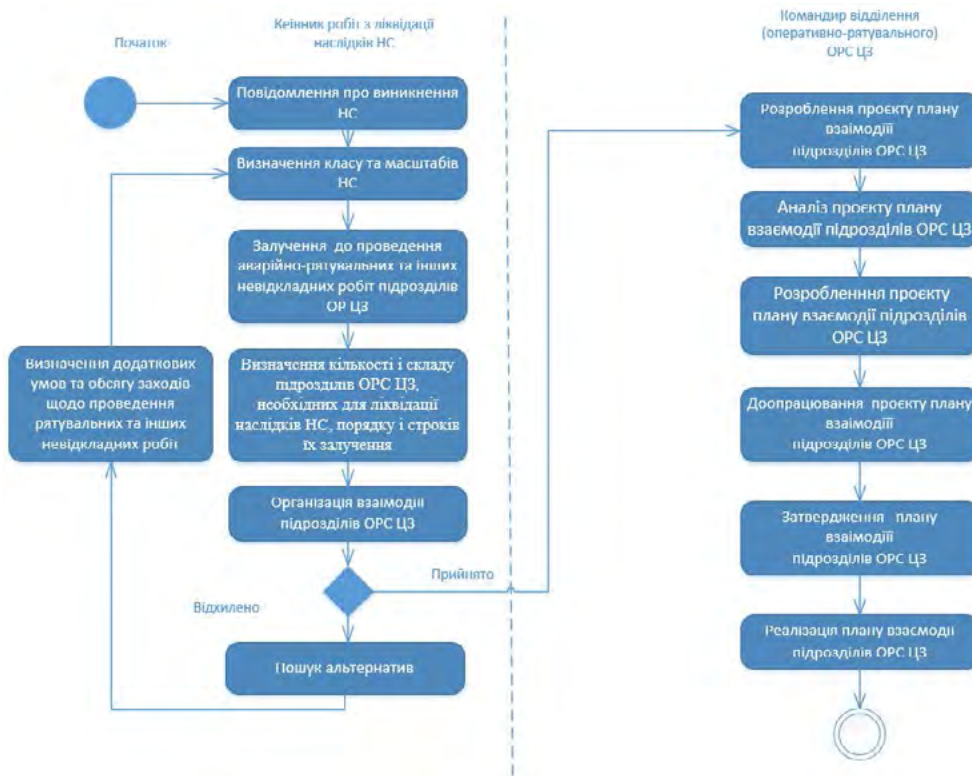 Початок
Кеівник робіт з ліквідації
наслідків НС
Повідомлення про виникнення
НС
Визначення класу та масштабів
НС
Залучення до проведення
аварійно-рятувальних та інших
невідкладних робіт підрозділів
ОР ЦЗ
Визначення кількості і складу
підрозділів ОРС ЦЗ,
необхідних для ліквідації
наслідків НС, порядку і строків
їх залучення
Організація взаімодіі
підрозділів ОРС ЦЗ
Прийнято
Відхилено
Пошук альтернатив
Визначення додаткових
умов та обсягу заходів
щодо проведення
рятувальних та інших
невідкладних робіт
Командир відділення
(оперативно-рятувального)
ОРС ЦЗ
Розроблення проєкту плану
взаімодіії
підрозділів ОРС ЦЗ
Аналіз проєкту плану
взаємодії підрозділів ОРС ЦЗ
Розробленння проєкту
плану взаємодії підрозділів
ОРС ЦЗ
Доопрацювання проєкту плану
взаімодіії
підрозділів ОРС ЦЗ
Затвердження плану
взаімодіії
підрозділів ОРС ЦЗ
Реалізація плану взаємодії
підрозділів ОРС ЦЗ